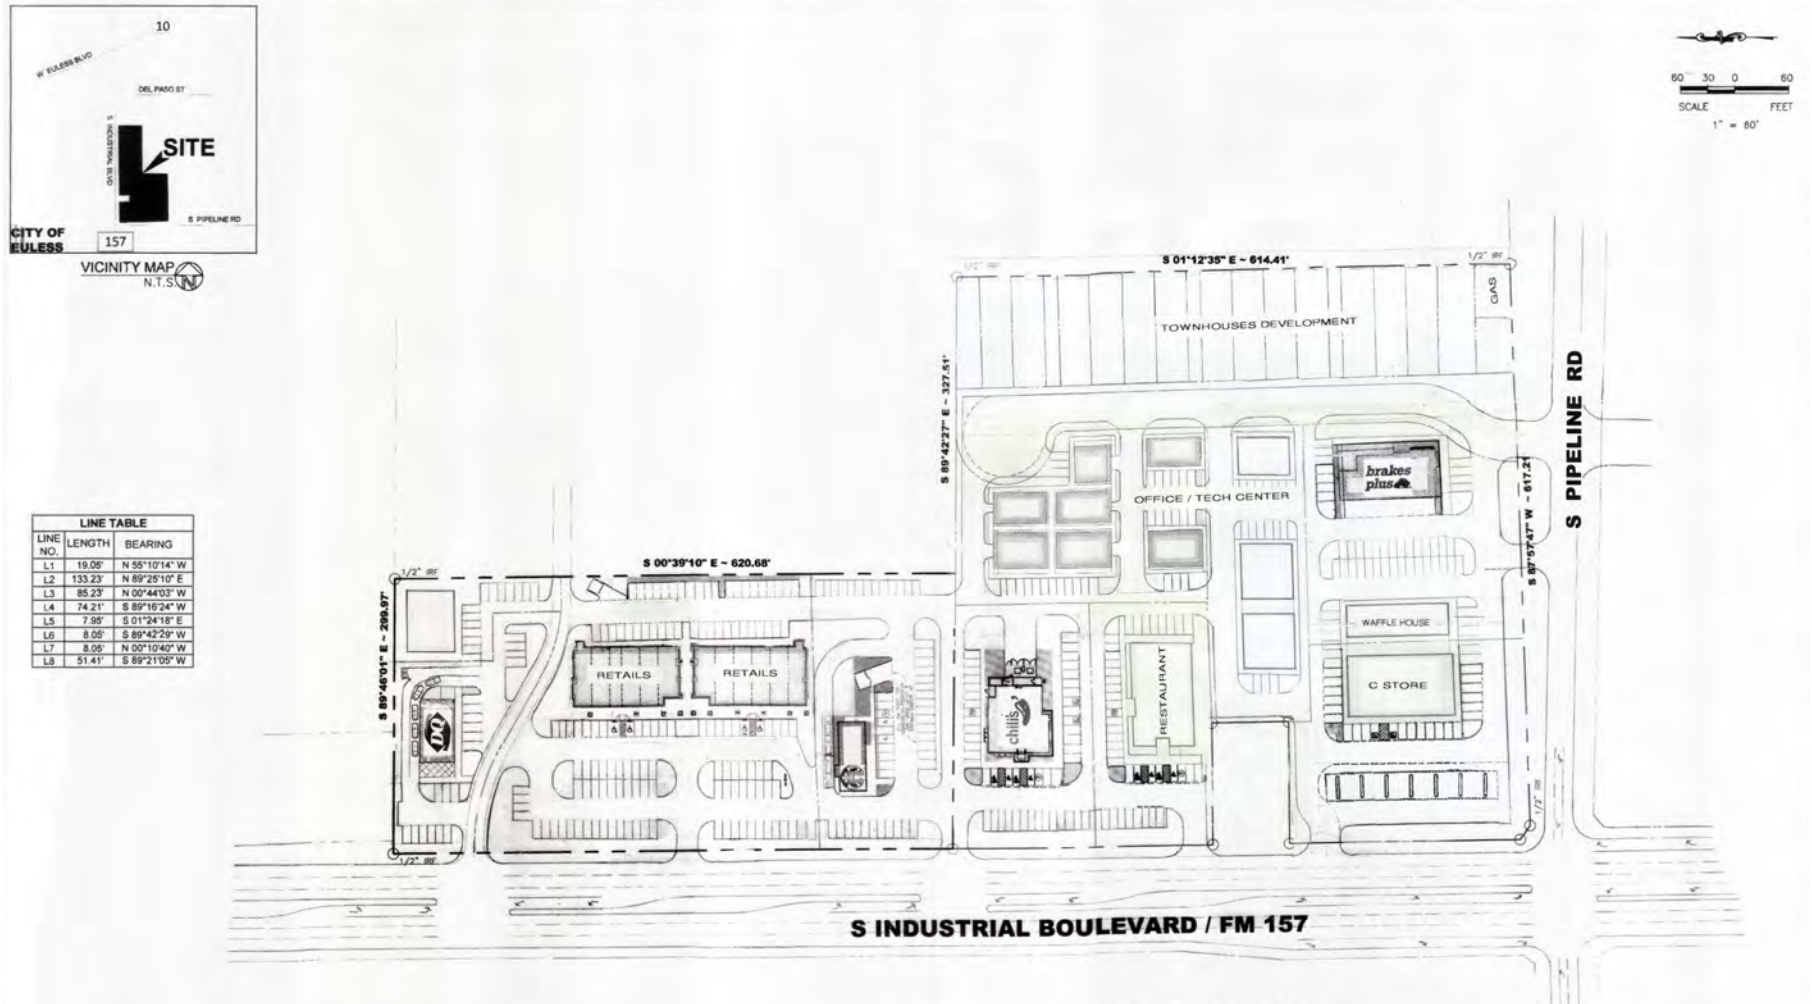 10
W EULESS BLVD
DEL PASO ST
S INDUSTRIAL BLVD
SITE
S PIPELINE RD
CITY OF
EULESS
157
VICINITY MAP
N.T.S.
N
60 30 0 60
SCALE FEET
1" = 60'
LINE TABLE
LINE NO. LENGTH BEARING
L1 19.05' N 55°10'14" W
L2 133.23' N 89°25'10" E
L3 85.23' N 00°44'03" W
L4 74.21' S 89°16'24" W
L5 7.95' S 01°24'18" E
L6 8.05' S 89°42'29" W
L7 8.05' N 00°10'40" W
L8 51.41' S 89°21'05" W
1/2" IRF
S 01°12'35" E ~ 614.41'
1/2" IRF
GAS
TOWNHOUSES DEVELOPMENT
S 89°42'27" E ~ 327.51'
S PIPELINE RD
brakes
plus
OFFICE / TECH CENTER
S 87°57'47" W ~ 617.21'
1/2" IRF
S 00°39'10" E ~ 620.68'
S 89°46'01" E ~ 299.97'
RETAILS
RETAILS
DQ
chili's
RESTAURANT
WAFFLE HOUSE
C STORE
1/2" IRF
1/2" IRF
S INDUSTRIAL BOULEVARD / FM 157